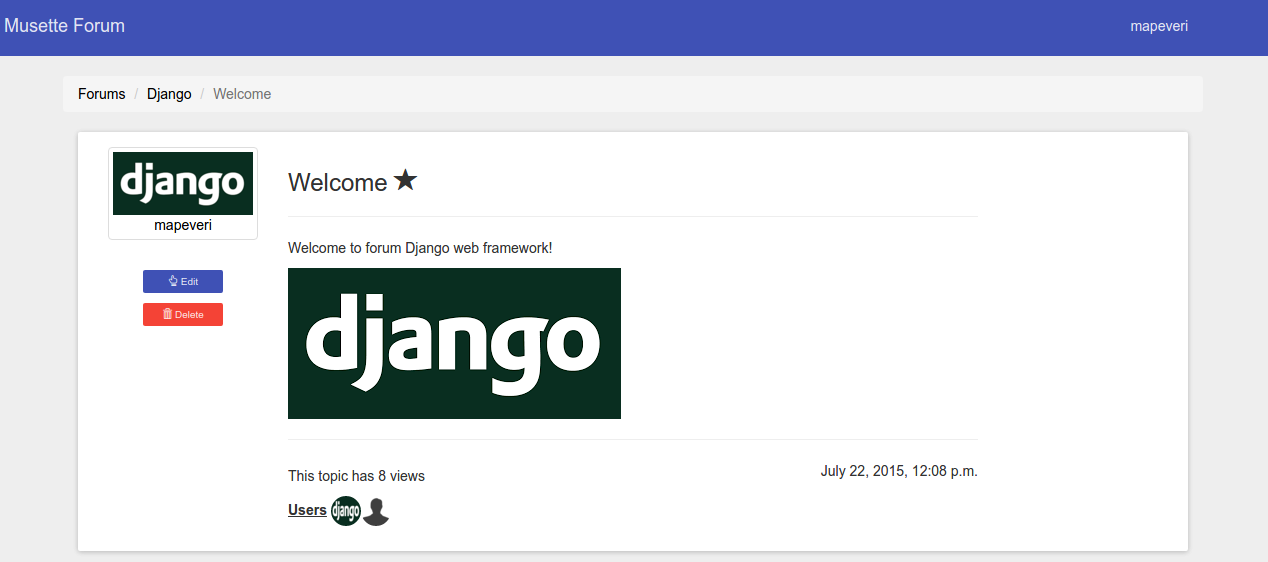 Musette Forum
mapeveri
Forums / Django / Welcome
django
mapeveri
Edit
Delete
Welcome
Welcome to forum Django web framework!
django
This topic has 8 views
July 22, 2015, 12:08 p.m.
Users
django